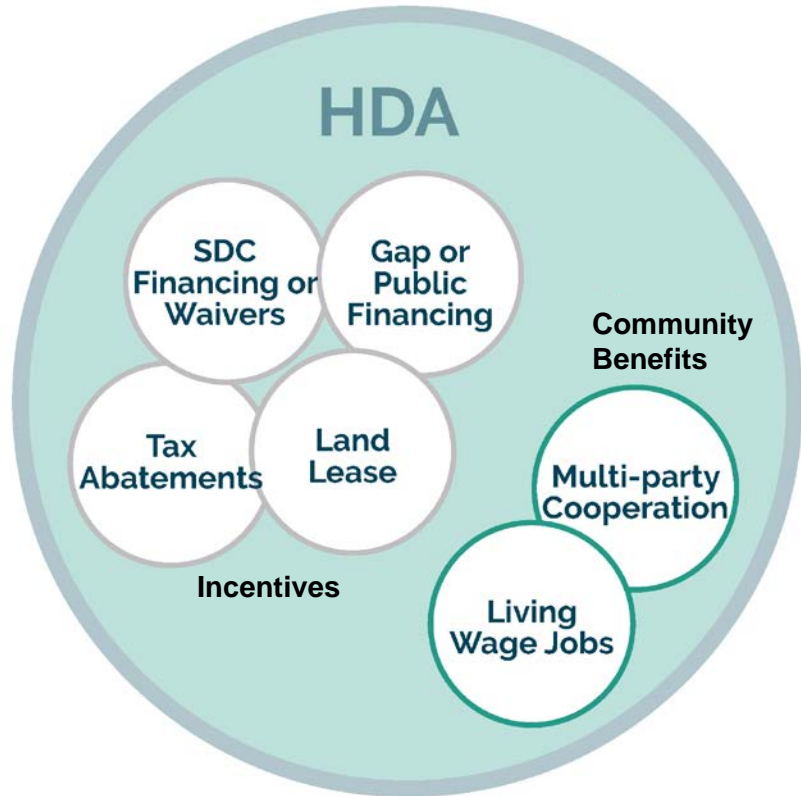 HDA
SDC
Financing or
Waivers
Gap or
Public
Financing
Tax
Abatements
Land
Lease
Incentives
Community
Benefits
Multi-party
Cooperation
Living
Wage Jobs